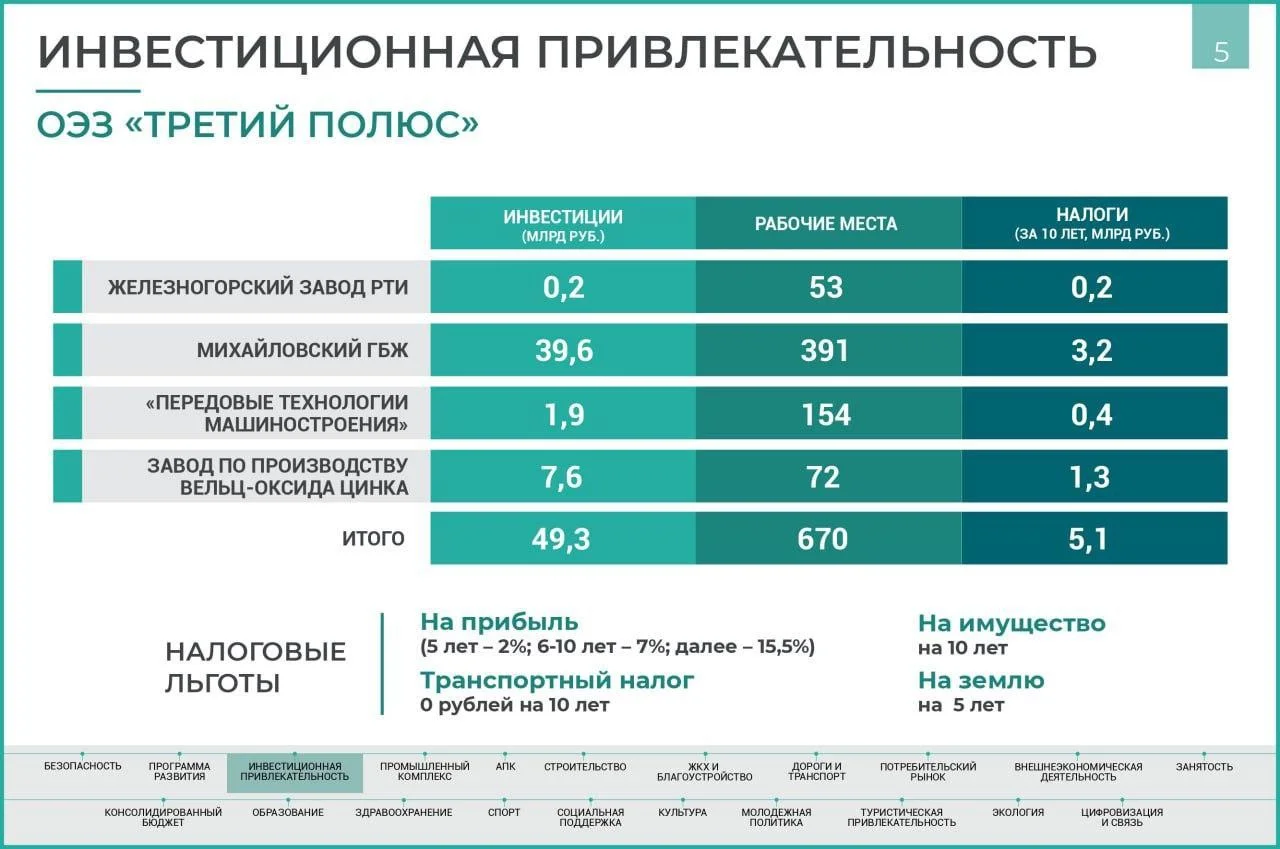 ИНВЕСТИЦИОННАЯ ПРИВЛЕКАТЕЛЬНОСТЬ
5
ОЭЗ «ТРЕТИЙ ПОЛЮС»
ИНВЕСТИЦИИ
(МЛРД РУБ.)
РАБОЧИЕ МЕСТА
НАЛОГИ
(ЗА 10 ЛЕТ, МЛРД РУБ.)
ЖЕЛЕЗНОГОРСКИЙ ЗАВОД РТИ
0,2
53
0,2
МИХАЙЛОВСКИЙ ГБЖ
39,6
391
3,2
«ПЕРЕДОВЫЕ ТЕХНОЛОГИИ
МАШИНОСТРОЕНИЯ»
1,9
154
0,4
ЗАВОД ПО ПРОИЗВОДСТВУ
ВЕЛЬЦ-ОКСИДА ЦИНКА
7,6
72
1,3
ИТОГО
49,3
670
5,1
НАЛОГОВЫЕ
ЛЬГОТЫ
На прибыль
(5 лет – 2%; 6-10 лет – 7%; далее – 15,5%)
Транспортный налог
0 рублей на 10 лет
На имущество
на 10 лет
На землю
на 5 лет
БЕЗОПАСНОСТЬ
ПРОГРАММА
РАЗВИТИЯ
ИНВЕСТИЦИОННАЯ
ПРИВЛЕКАТЕЛЬНОСТЬ
ПРОМЫШЛЕННЫЙ
КОМПЛЕКС
АПК
СТРОИТЕЛЬСТВО
ЖКХ И
БЛАГОУСТРОЙСТВО
ДОРОГИ И
ТРАНСПОРТ
ПОТРЕБИТЕЛЬСКИЙ
РЫНОК
ВНЕШНЕЭКОНОМИЧЕСКАЯ
ДЕЯТЕЛЬНОСТЬ
ЗАНЯТОСТЬ
КОНСОЛИДИРОВАННЫЙ
БЮДЖЕТ
ОБРАЗОВАНИЕ
ЗДРАВООХРАНЕНИЕ
СПОРТ
СОЦИАЛЬНАЯ
ПОДДЕРЖКА
КУЛЬТУРА
МОЛОДЕЖНАЯ
ПОЛИТИКА
ТУРИСТИЧЕСКАЯ
ПРИВЛЕКАТЕЛЬНОСТЬ
ЭКОЛОГИЯ
ЦИФРОВИЗАЦИЯ
И СВЯЗЬ